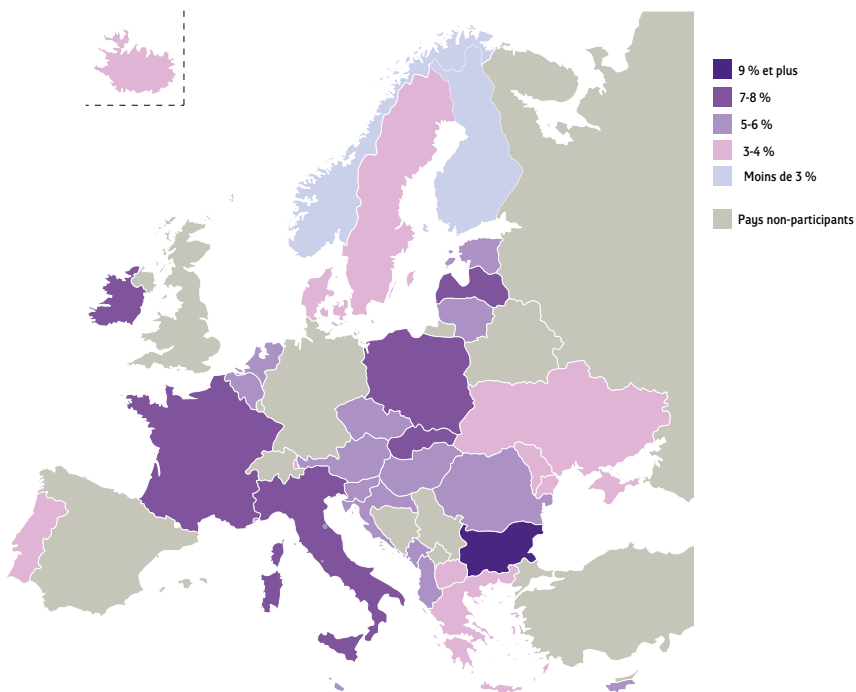 9 % et plus
7-8 %
5-6 %
3-4 %
Moins de 3 %
Pays non-participants